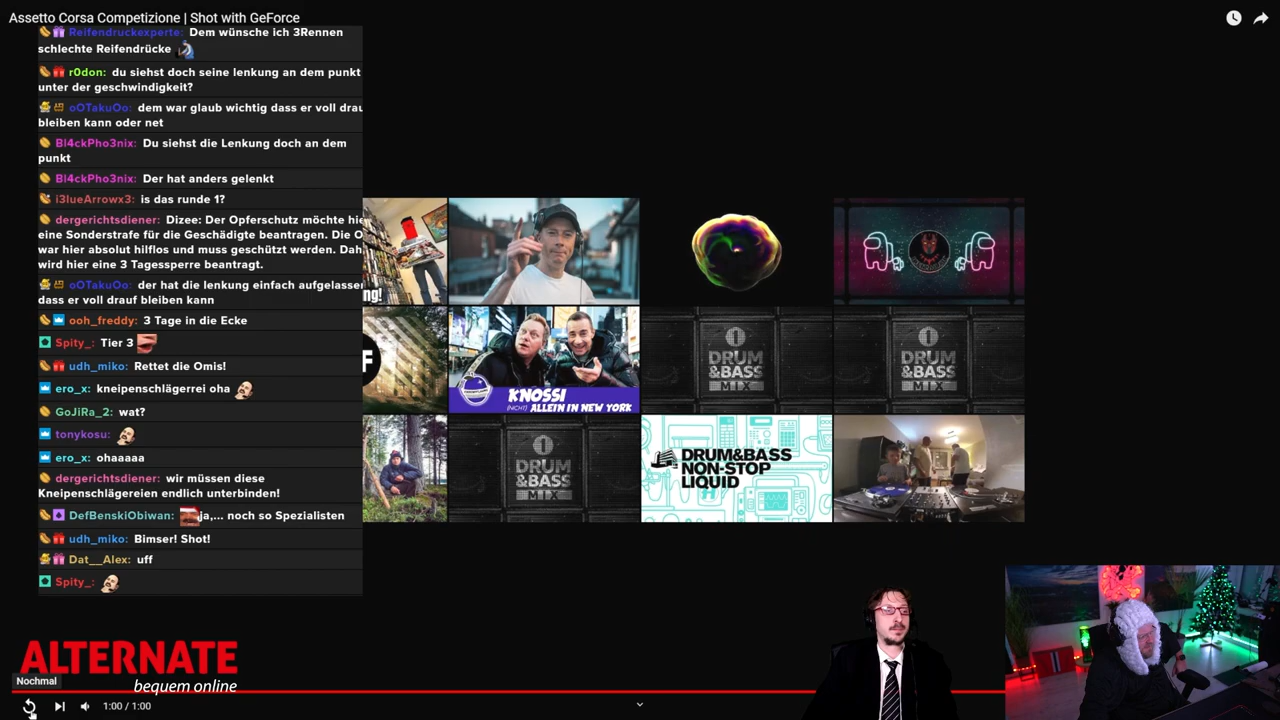 Assetto Corsa Competizione | Shot with GeForce
Reifendruckexperte: Dem wünsche ich 3Rennen
schlechte Reifendrücke
r0don: du siehst doch seine lenkung an dem punkt
unter der geschwindigkeit?
oOTakuOo: dem war glaub wichtig dass er voll drau
bleiben kann oder net
Bl4ckPho3nix: Du siehst die Lenkung doch an dem
punkt
Bl4ckPho3nix: Der hat anders gelenkt
i3lueArrowx3: is das runde 1?
dergerichtsdiener: Dizee: Der Opferschutz möchte hie
eine Sonderstrafe für die Geschädigte beantragen. Die O
war hier absolut hilflos und muss geschützt werden. Dah
wird hier eine 3 Tagessperre beantragt.
oOTakuOo: der hat die lenkung einfach aufgelassen
dass er voll drauf bleiben kann
ooh_freddy: 3 Tage in die Ecke
Spity_: Tier 3
udh_miko: Rettet die Omis!
ero_x: kneipenschlägerrei oha
GoJiRa_2: wat?
tonykosu:
ero_x: ohaaaaa
dergerichtsdiener: wir müssen diese
Kneipenschlägereien endlich unterbinden!
DefBenskiObiwan: ja,... noch so Spezialisten
udh_miko: Bimser! Shot!
Dat__Alex: uff
Spity_:
ng!
F
KNOSSI
(NICHT) ALLEIN IN NEW YORK
1
DRUM
&BASS
MIX
1
DRUM
&BASS
MIX
1
DRUM
&BASS
MIX
DRUM&BASS
NON-STOP
LIQUID
ALTERNATE
bequem online
Nochmal
1:00 / 1:00